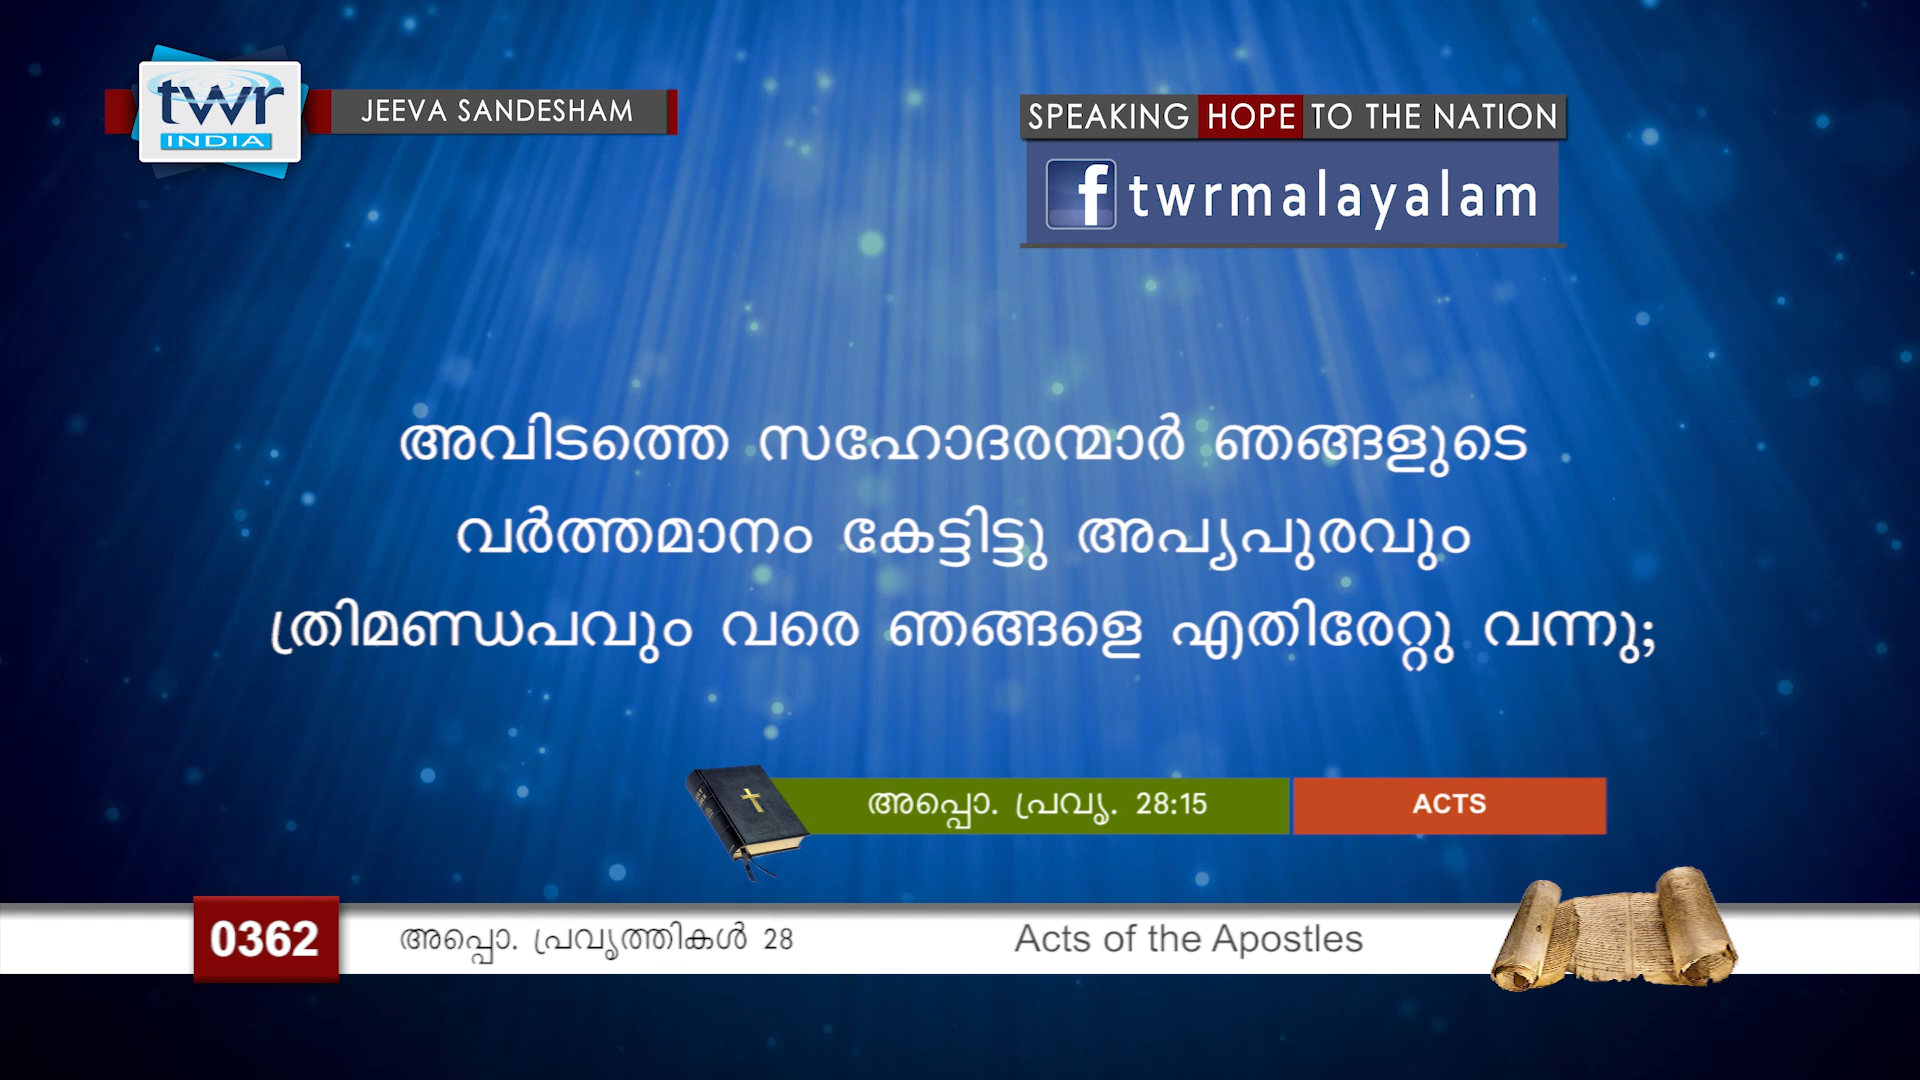 twr
INDIA
JEEVA SANDESHAM
SPEAKING HOPE TO THE NATION
f twrmalayalam
അവിടത്തെ സഹോദരന്മാർ ഞങ്ങളുടെ
വർത്തമാനം കേട്ടിട്ടു അപ്യപുരവും
ത്രിമണ്ഡപവും വരെ ഞങ്ങളെ എതിരേറ്റു വന്നു;
അപ്പൊ. പ്രവൃ. 28:15
ACTS
0362
അപ്പൊ. പ്രവൃത്തികൾ 28
Acts of the Apostles